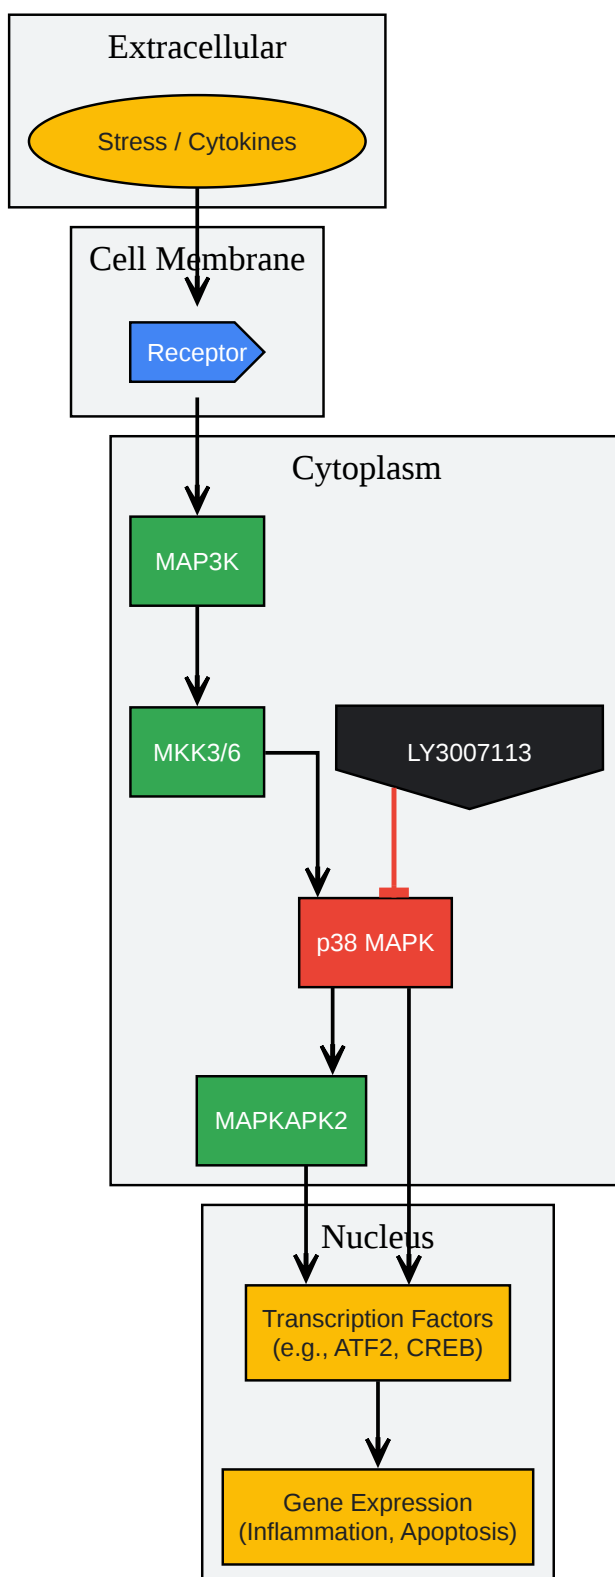 Extracellular
Stress / Cytokines
Cell Membrane
Receptor
Cytoplasm
MAP3K
MKK3/6
LY3007113
p38 MAPK
MAPKAPK2
Nucleus
Transcription Factors
(e.g., ATF2, CREB)
Gene Expression
(Inflammation, Apoptosis)